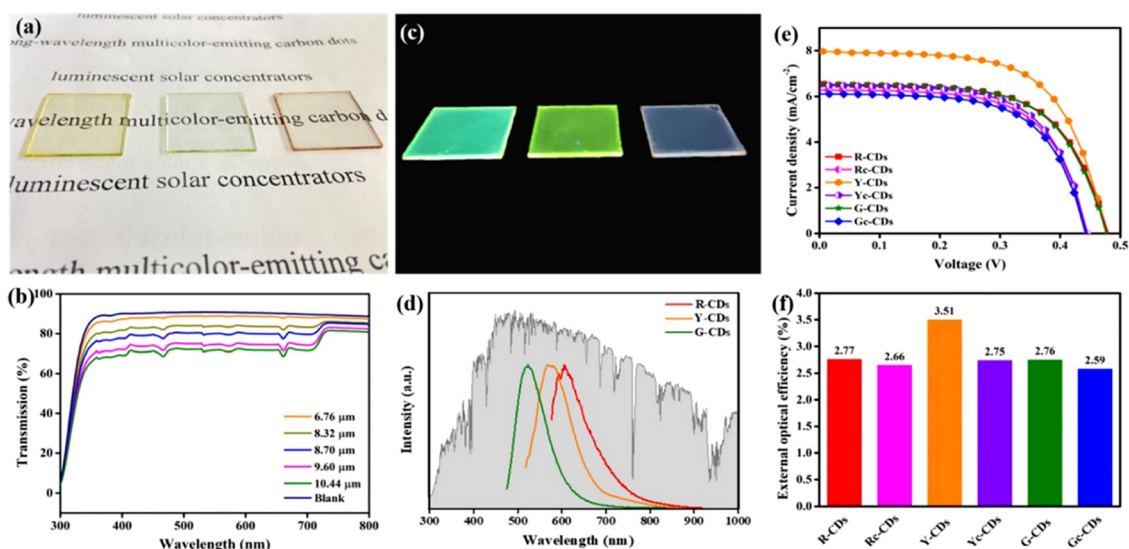 (a)
luminescent solar concentrators
ong-wavelength multicolor-emitting carbon dots
luminescent solar concentrators
wavelength multicolor-emitting carbon do
luminescent solar concentrators
ength multicolor-emitting ca
(b)
100
80
60
40
20
0
Transmission (%)
6.76 μm
8.32 μm
8.70 μm
9.60 μm
10.44 μm
Blank
300 400 500 600 700 800
Wavelength (nm)
(c)
(d)
R-CDs
Y-CDs
G-CDs
Intensity (a.u.)
300 400 500 600 700 800 900 1000
Wavelength (nm)
(e)
8
6
4
2
0
Current density (mA/cm-2)
R-CDs
Rc-CDs
Y-CDs
Yc-CDs
G-CDs
Gc-CDs
0.0 0.1 0.2 0.3 0.4 0.5
Voltage (V)
(f)
4.0
3.5
3.0
2.5
2.0
1.5
1.0
0.5
0.0
External optical efficiency (%)
2.77 2.66 3.51 2.75 2.76 2.59
R-CDs Rc-CDs Y-CDs Yc-CDs G-CDs Gc-CDs